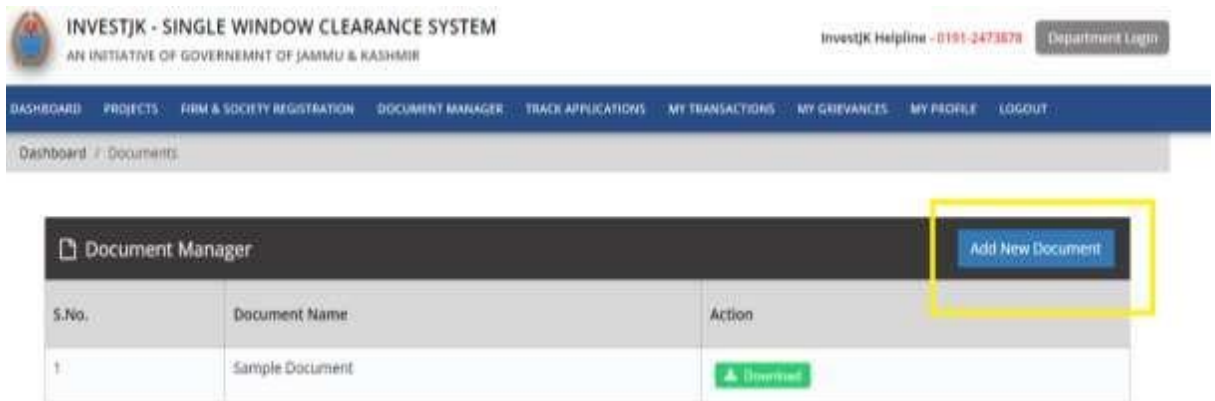 INVESTJK - SINGLE WINDOW CLEARANCE SYSTEM
AN INITIATIVE OF GOVERNEMNT OF JAMMU & KASHMIR
InvestJK Helpline - 0191-2473878 Department Login
DASHBOARD PROJECTS FIRM & SOCIETY REGISTRATION DOCUMENT MANAGER TRACK APPLICATIONS MY TRANSACTIONS MY GRIEVANCES MY PROFILE LOGOUT
Dashboard / Documents
Document Manager Add New Document
S.No. Document Name Action
1 Sample Document Download